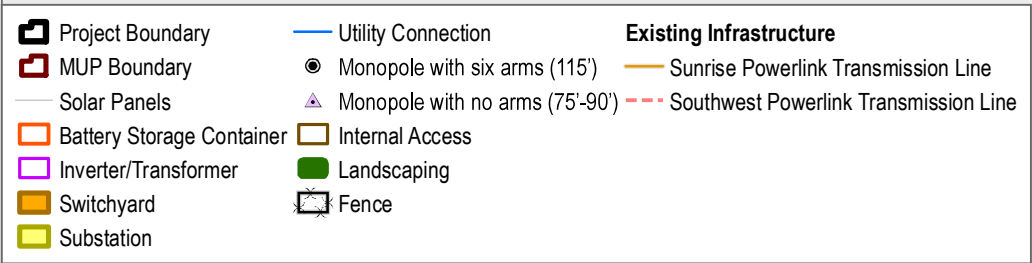 Project Boundary
MUP Boundary
Solar Panels
Battery Storage Container
Inverter/Transformer
Switchyard
Substation
Utility Connection
Monopole with six arms (115')
Monopole with no arms (75'-90')
Internal Access
Landscaping
Fence
Existing Infrastructure
Sunrise Powerlink Transmission Line
Southwest Powerlink Transmission Line